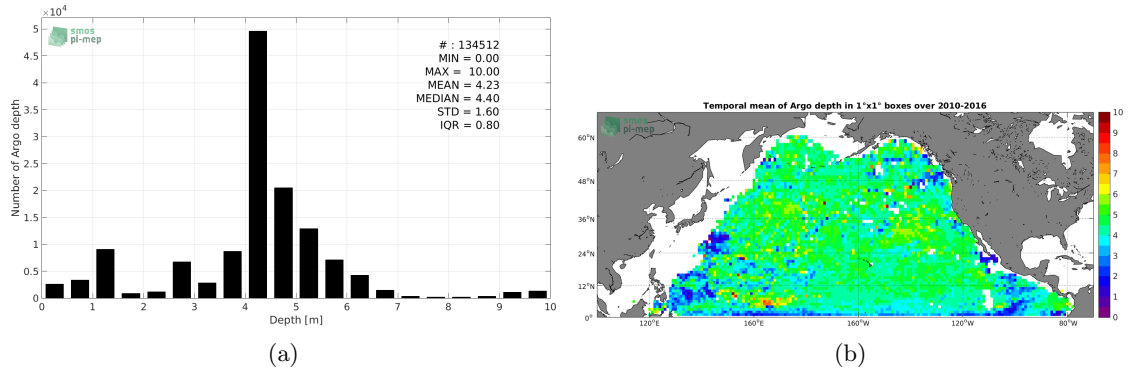 ×10⁴
smos
pi-mep
# : 134512
MIN = 0.00
MAX = 10.00
MEAN = 4.23
MEDIAN = 4.40
STD = 1.60
IQR = 0.80
5
4.5
4
3.5
3
2.5
2
1.5
1
0.5
0
Number of Argo depth
0 1 2 3 4 5 6 7 8 9 10
Depth [m]
(a)
Temporal mean of Argo depth in 1°x1° boxes over 2010-2016
smos
pi-mep
60°N
48°N
36°N
24°N
12°N
0°
120°E 160°E 160°W 120°W 80°W
10
9
8
7
6
5
4
3
2
1
0
(b)